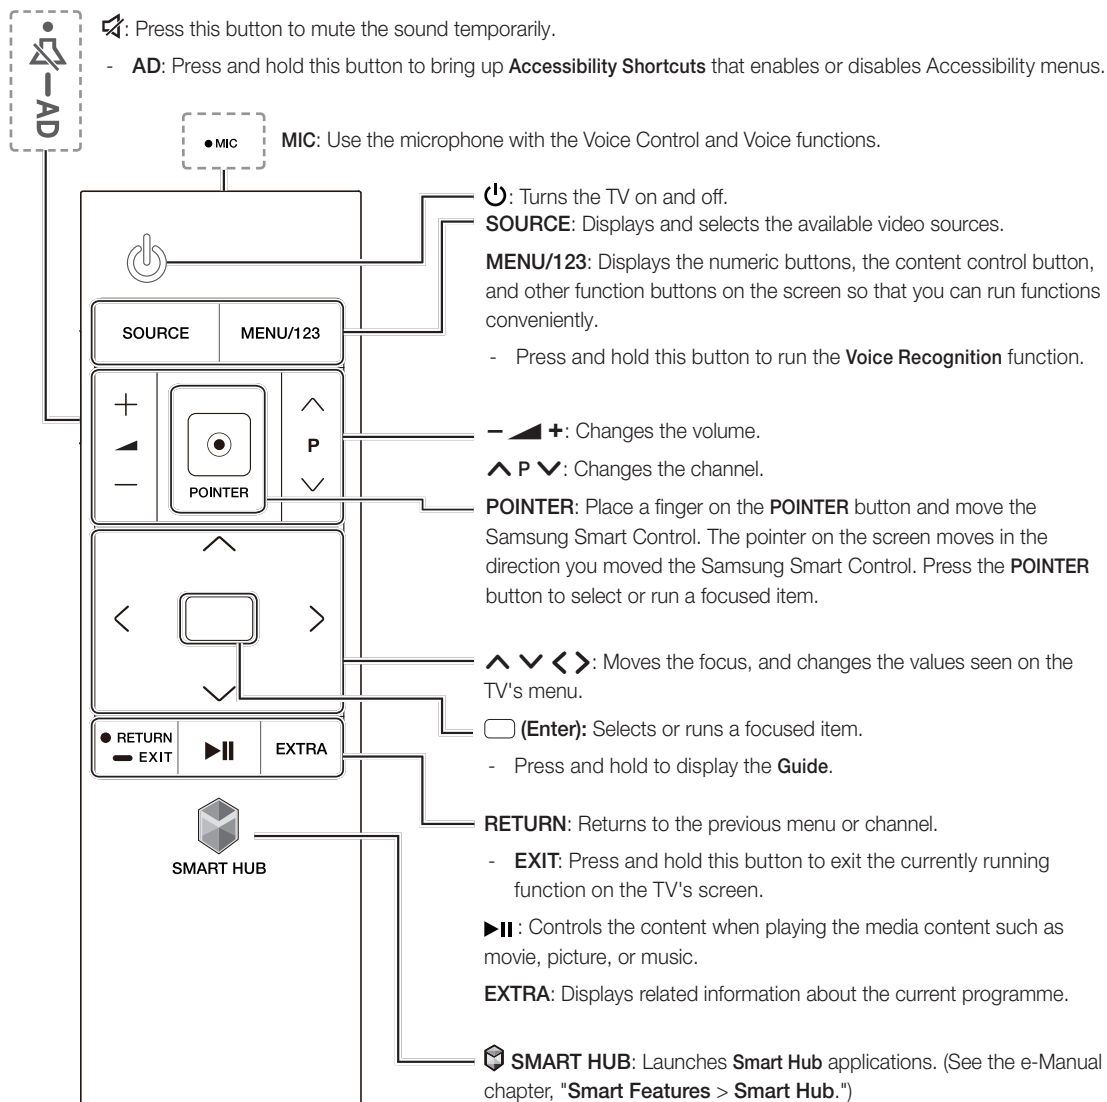 : Press this button to mute the sound temporarily.
- AD: Press and hold this button to bring up Accessibility Shortcuts that enables or disables Accessibility menus.
AD
● MIC
MIC: Use the microphone with the Voice Control and Voice functions.
: Turns the TV on and off.
SOURCE: Displays and selects the available video sources.
MENU/123: Displays the numeric buttons, the content control button,
and other function buttons on the screen so that you can run functions
conveniently.
- Press and hold this button to run the Voice Recognition function.
SOURCE
MENU/123
+
P
—
POINTER
− +: Changes the volume.
P : Changes the channel.
POINTER: Place a finger on the POINTER button and move the
Samsung Smart Control. The pointer on the screen moves in the
direction you moved the Samsung Smart Control. Press the POINTER
button to select or run a focused item.
: Moves the focus, and changes the values seen on the
TV's menu.
(Enter): Selects or runs a focused item.
- Press and hold to display the Guide.
● RETURN
EXIT
EXTRA
RETURN: Returns to the previous menu or channel.
- EXIT: Press and hold this button to exit the currently running
function on the TV's screen.
: Controls the content when playing the media content such as
movie, picture, or music.
EXTRA: Displays related information about the current programme.
SMART HUB
SMART HUB: Launches Smart Hub applications. (See the e-Manual
chapter, "Smart Features > Smart Hub.")